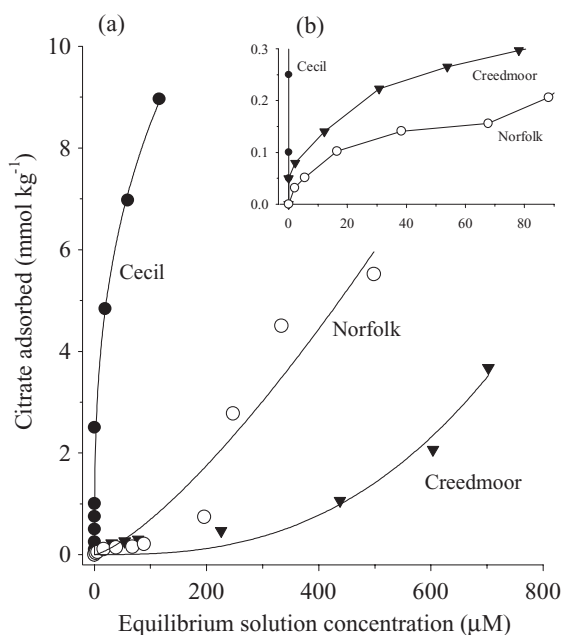 (a)
(b)
Citrate adsorbed (mmol kg⁻¹)
10
8
6
4
2
0
0 200 400 600 800
Equilibrium solution concentration (μM)
Cecil
Norfolk
Creedmoor
0.3
0.2
0.1
0.0
0 20 40 60 80
Cecil
Creedmoor
Norfolk